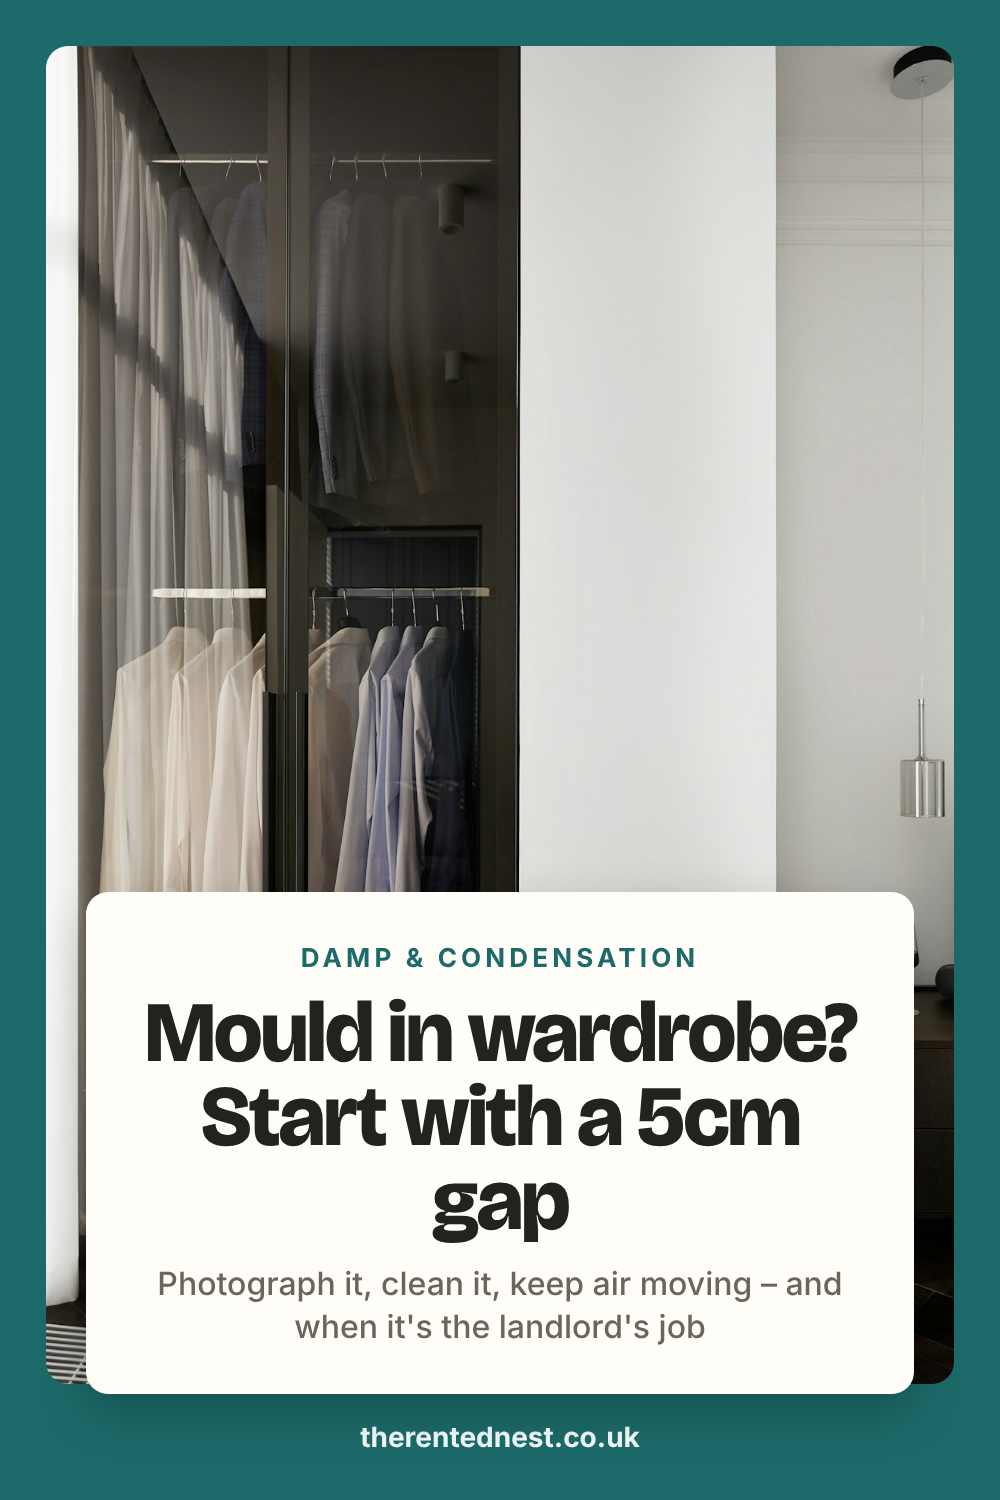 DAMP & CONDENSATION
Mould in wardrobe?
Start with a 5cm
gap
Photograph it, clean it, keep air moving – and
when it's the landlord's job
therentednest.co.uk